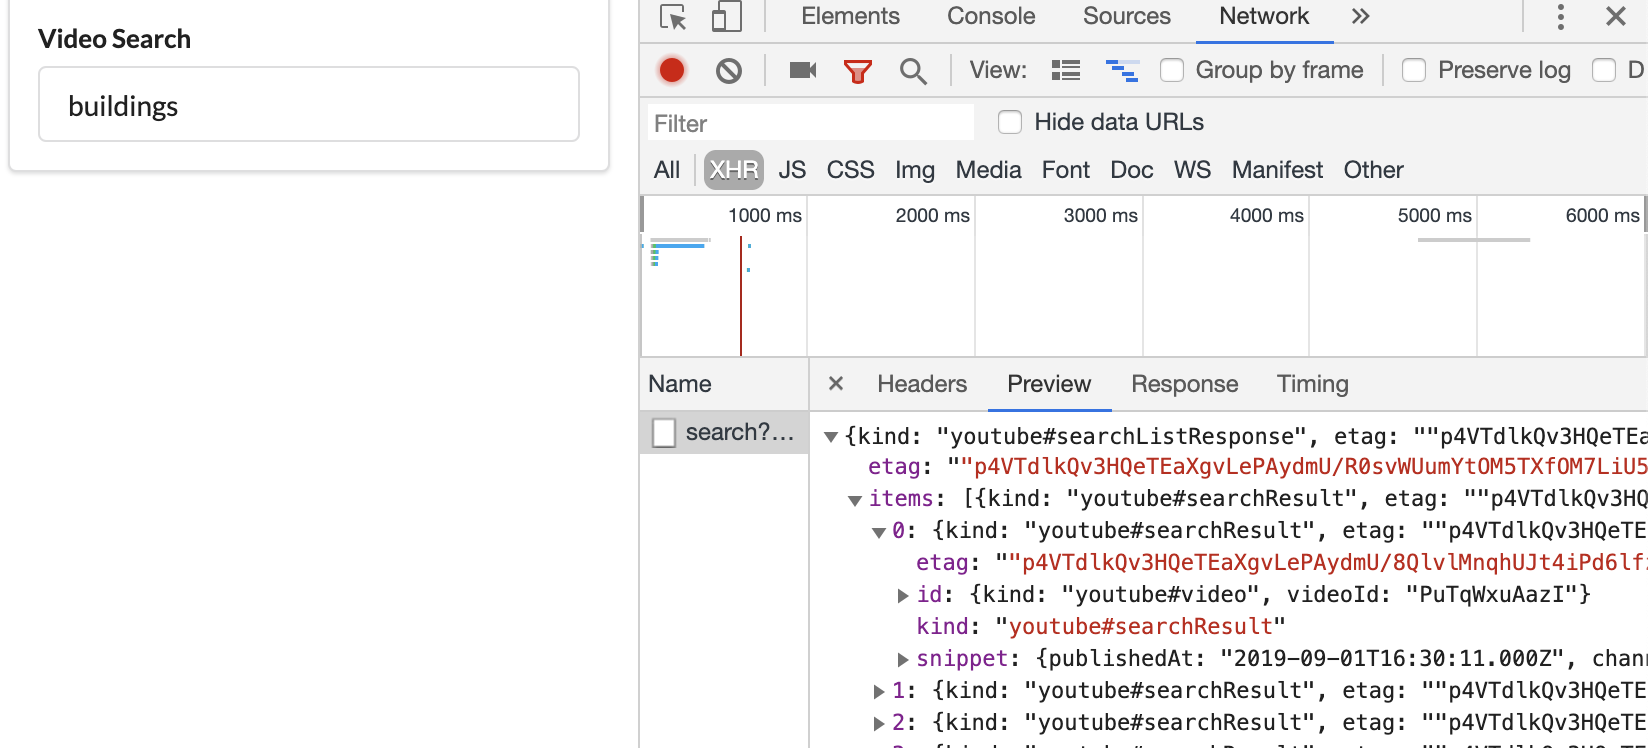 Video Search
buildings
Elements Console Sources Network »
View: Group by frame Preserve log D
Filter Hide data URLs
All XHR JS CSS Img Media Font Doc WS Manifest Other
1000 ms 2000 ms 3000 ms 4000 ms 5000 ms 6000 ms
Name × Headers Preview Response Timing
search?...
{kind: "youtube#searchListResponse", etag: ""p4VTdlkQv3HQeTEa
etag: ""p4VTdlkQv3HQeTEaXgvLePAydmU/R0svWUumYtOM5TXfOM7LiU5
items: [{kind: "youtube#searchResult", etag: ""p4VTdlkQv3HQ
0: {kind: "youtube#searchResult", etag: ""p4VTdlkQv3HQeTE
etag: ""p4VTdlkQv3HQeTEaXgvLePAydmU/8QlvlMnqhUJt4iPd6lf
id: {kind: "youtube#video", videoId: "PuTqWxuAazI"}
kind: "youtube#searchResult"
snippet: {publishedAt: "2019-09-01T16:30:11.000Z", chan
1: {kind: "youtube#searchResult", etag: ""p4VTdlkQv3HQeTE
2: {kind: "youtube#searchResult", etag: ""p4VTdlkQv3HQeTE